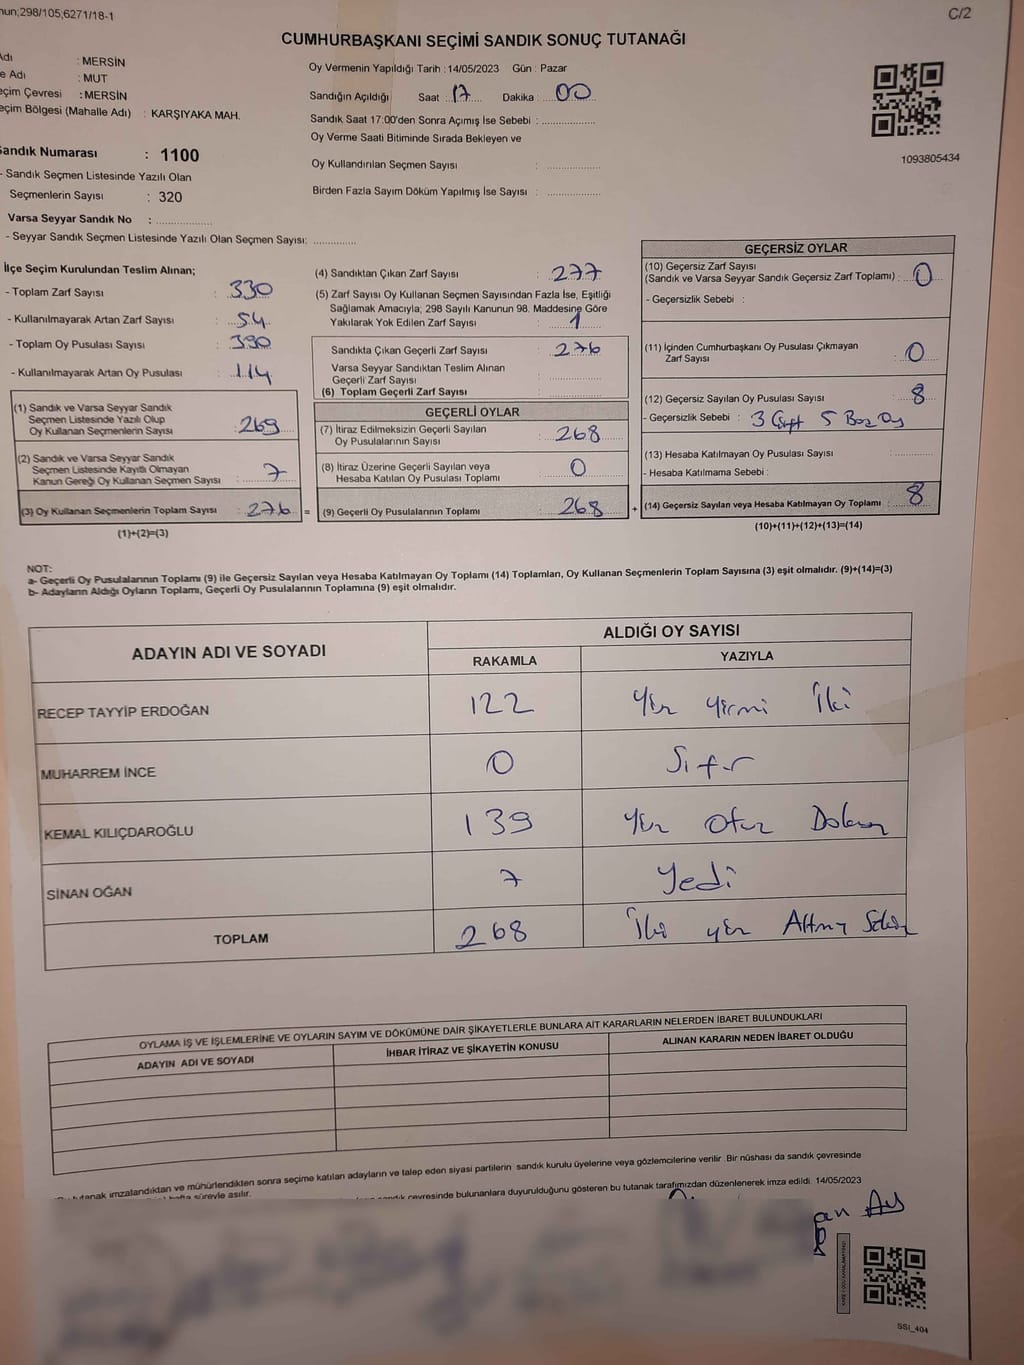 nun;298/105;6271/18-1
C/2
CUMHURBAŞKANI SEÇİMİ SANDIK SONUÇ TUTANAĞI
Adı : MERSİN
e Adı : MUT
eçim Çevresi : MERSİN
eçim Bölgesi (Mahalle Adı) : KARŞIYAKA MAH.
Sandık Numarası : 1100
- Sandık Seçmen Listesinde Yazılı Olan
Seçmenlerin Sayısı : 320
Varsa Seyyar Sandık No : ..............
- Seyyar Sandık Seçmen Listesinde Yazılı Olan Seçmen Sayısı: ..............
Oy Vermenin Yapıldığı Tarih : 14/05/2023 Gün : Pazar
Sandığın Açıldığı Saat : 17 Dakika : 00
Sandık Saat 17:00'den Sonra Açımış İse Sebebi : ..............
Oy Verme Saati Bitiminde Sırada Bekleyen ve
Oy Kullandırılan Seçmen Sayısı : ..............
Birden Fazla Sayım Döküm Yapılmış İse Sayısı : ..............
1093805434
İlçe Seçim Kurulundan Teslim Alınan;
- Toplam Zarf Sayısı : 330
- Kullanılmayarak Artan Zarf Sayısı : 54
- Toplam Oy Pusulası Sayısı : 390
- Kullanılmayarak Artan Oy Pusulası : 114
(1) Sandık ve Varsa Seyyar Sandık
Seçmen Listesinde Yazılı Olup
Oy Kullanan Seçmenlerin Sayısı : 269
(2) Sandık ve Varsa Seyyar Sandık
Seçmen Listesinde Kayıtlı Olmayan
Kanun Gereği Oy Kullanan Seçmen Sayısı : 7
(3) Oy Kullanan Seçmenlerin Toplam Sayısı : 276
(1)+(2)=(3)
(4) Sandıktan Çıkan Zarf Sayısı : 277
(5) Zarf Sayısı Oy Kullanan Seçmen Sayısından Fazla İse, Eşitliği
Sağlamak Amacıyla; 298 Sayılı Kanunun 98. Maddesine Göre
Yakılarak Yok Edilen Zarf Sayısı : 1
Sandıkta Çıkan Geçerli Zarf Sayısı : 276
Varsa Seyyar Sandıktan Teslim Alınan
Geçerli Zarf Sayısı : ..............
(6) Toplam Geçerli Zarf Sayısı
GEÇERLİ OYLAR
(7) İtiraz Edilmeksizin Geçerli Sayılan
Oy Pusulalarının Sayısı : 268
(8) İtiraz Üzerine Geçerli Sayılan veya
Hesaba Katılan Oy Pusulası Toplamı : 0
= (9) Geçerli Oy Pusulalarının Toplamı : 268
GEÇERSİZ OYLAR
(10) Geçersiz Zarf Sayısı
(Sandık ve Varsa Seyyar Sandık Geçersiz Zarf Toplamı) : 0
- Geçersizlik Sebebi :
(11) İçinden Cumhurbaşkanı Oy Pusulası Çıkmayan
Zarf Sayısı : 0
(12) Geçersiz Sayılan Oy Pusulası Sayısı : 8
- Geçersizlik Sebebi : 3 Çift 5 Boz Oy
(13) Hesaba Katılmayan Oy Pusulası Sayısı : ..............
- Hesaba Katılmama Sebebi :
+ (14) Geçersiz Sayılan veya Hesaba Katılmayan Oy Toplamı : 8
(10)+(11)+(12)+(13)=(14)
NOT:
a- Geçerli Oy Pusulalarının Toplamı (9) ile Geçersiz Sayılan veya Hesaba Katılmayan Oy Toplamı (14) Toplamları, Oy Kullanan Seçmenlerin Toplam Sayısına (3) eşit olmalıdır. (9)+(14)=(3)
b- Adayların Aldığı Oyların Toplamı, Geçerli Oy Pusulalarının Toplamına (9) eşit olmalıdır.
ADAYIN ADI VE SOYADI
ALDIĞI OY SAYISI
RAKAMLA YAZIYLA
RECEP TAYYİP ERDOĞAN 122 Yüz yirmi İki
MUHARREM İNCE 0 Sıfır
KEMAL KILIÇDAROĞLU 139 Yüz Otuz Dokuz
SİNAN OĞAN 7 Yedi
TOPLAM 268 İki yüz Altmış Sekiz
OYLAMA İŞ VE İŞLEMLERİNE VE OYLARIN SAYIM VE DÖKÜMÜNE DAİR ŞİKAYETLERLE BUNLARA AİT KARARLARIN NELERDEN İBARET BULUNDUKLARI
ADAYIN ADI VE SOYADI İHBAR İTİRAZ VE ŞİKAYETİN KONUSU ALINAN KARARIN NEDEN İBARET OLDUĞU
tutanak imzalandıktan ve mühürlendikten sonra seçime katılan adayların ve talep eden siyasi partilerin sandık kurulu üyelerine veya gözlemcilerine verilir. Bir nüshası da sandık çevresinde
hafta süreyle asılır.
sandık çevresinde bulunanlara duyurulduğunu gösteren bu tutanak tarafımızdan düzenlenerek imza edildi. 14/05/2023
SSI_404